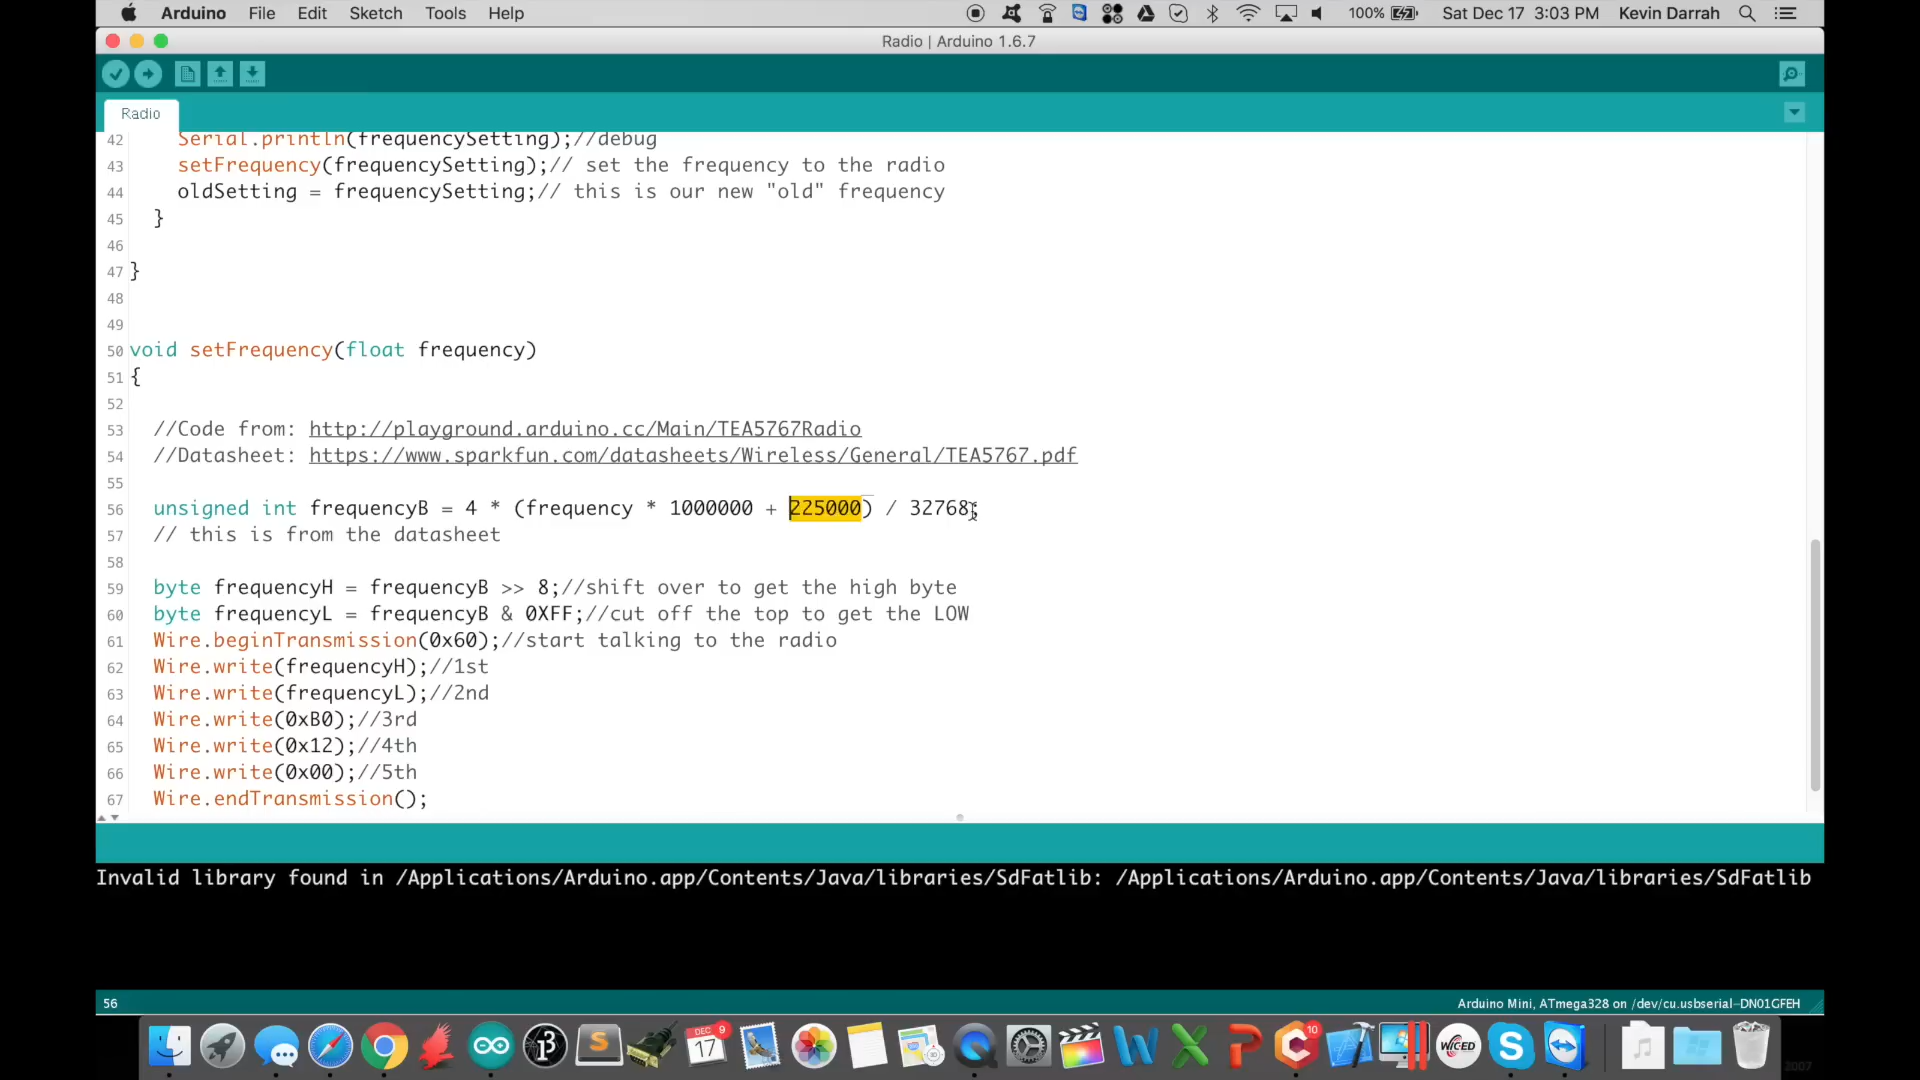 Arduino File Edit Sketch Tools Help 100% Sat Dec 17 3:03 PM Kevin Darrah
Radio | Arduino 1.6.7
Radio
42 Serial.println(frequencySetting);//debug
43 setFrequency(frequencySetting);// set the frequency to the radio
44 oldSetting = frequencySetting;// this is our new "old" frequency
45 }
46
47 }
48
49
50 void setFrequency(float frequency)
51 {
52
53 //Code from: http://playground.arduino.cc/Main/TEA5767Radio
54 //Datasheet: https://www.sparkfun.com/datasheets/Wireless/General/TEA5767.pdf
55
56 unsigned int frequencyB = 4 * (frequency * 1000000 + 225000) / 32768;
57 // this is from the datasheet
58
59 byte frequencyH = frequencyB >> 8;//shift over to get the high byte
60 byte frequencyL = frequencyB & 0XFF;//cut off the top to get the LOW
61 Wire.beginTransmission(0x60);//start talking to the radio
62 Wire.write(frequencyH);//1st
63 Wire.write(frequencyL);//2nd
64 Wire.write(0xB0);//3rd
65 Wire.write(0x12);//4th
66 Wire.write(0x00);//5th
67 Wire.endTransmission();
Invalid library found in /Applications/Arduino.app/Contents/Java/libraries/SdFatlib: /Applications/Arduino.app/Contents/Java/libraries/SdFatlib
56 Arduino Mini, ATmega328 on /dev/cu.usbserial-DN01GFEH
DEC 9
17
10
WICED
2007